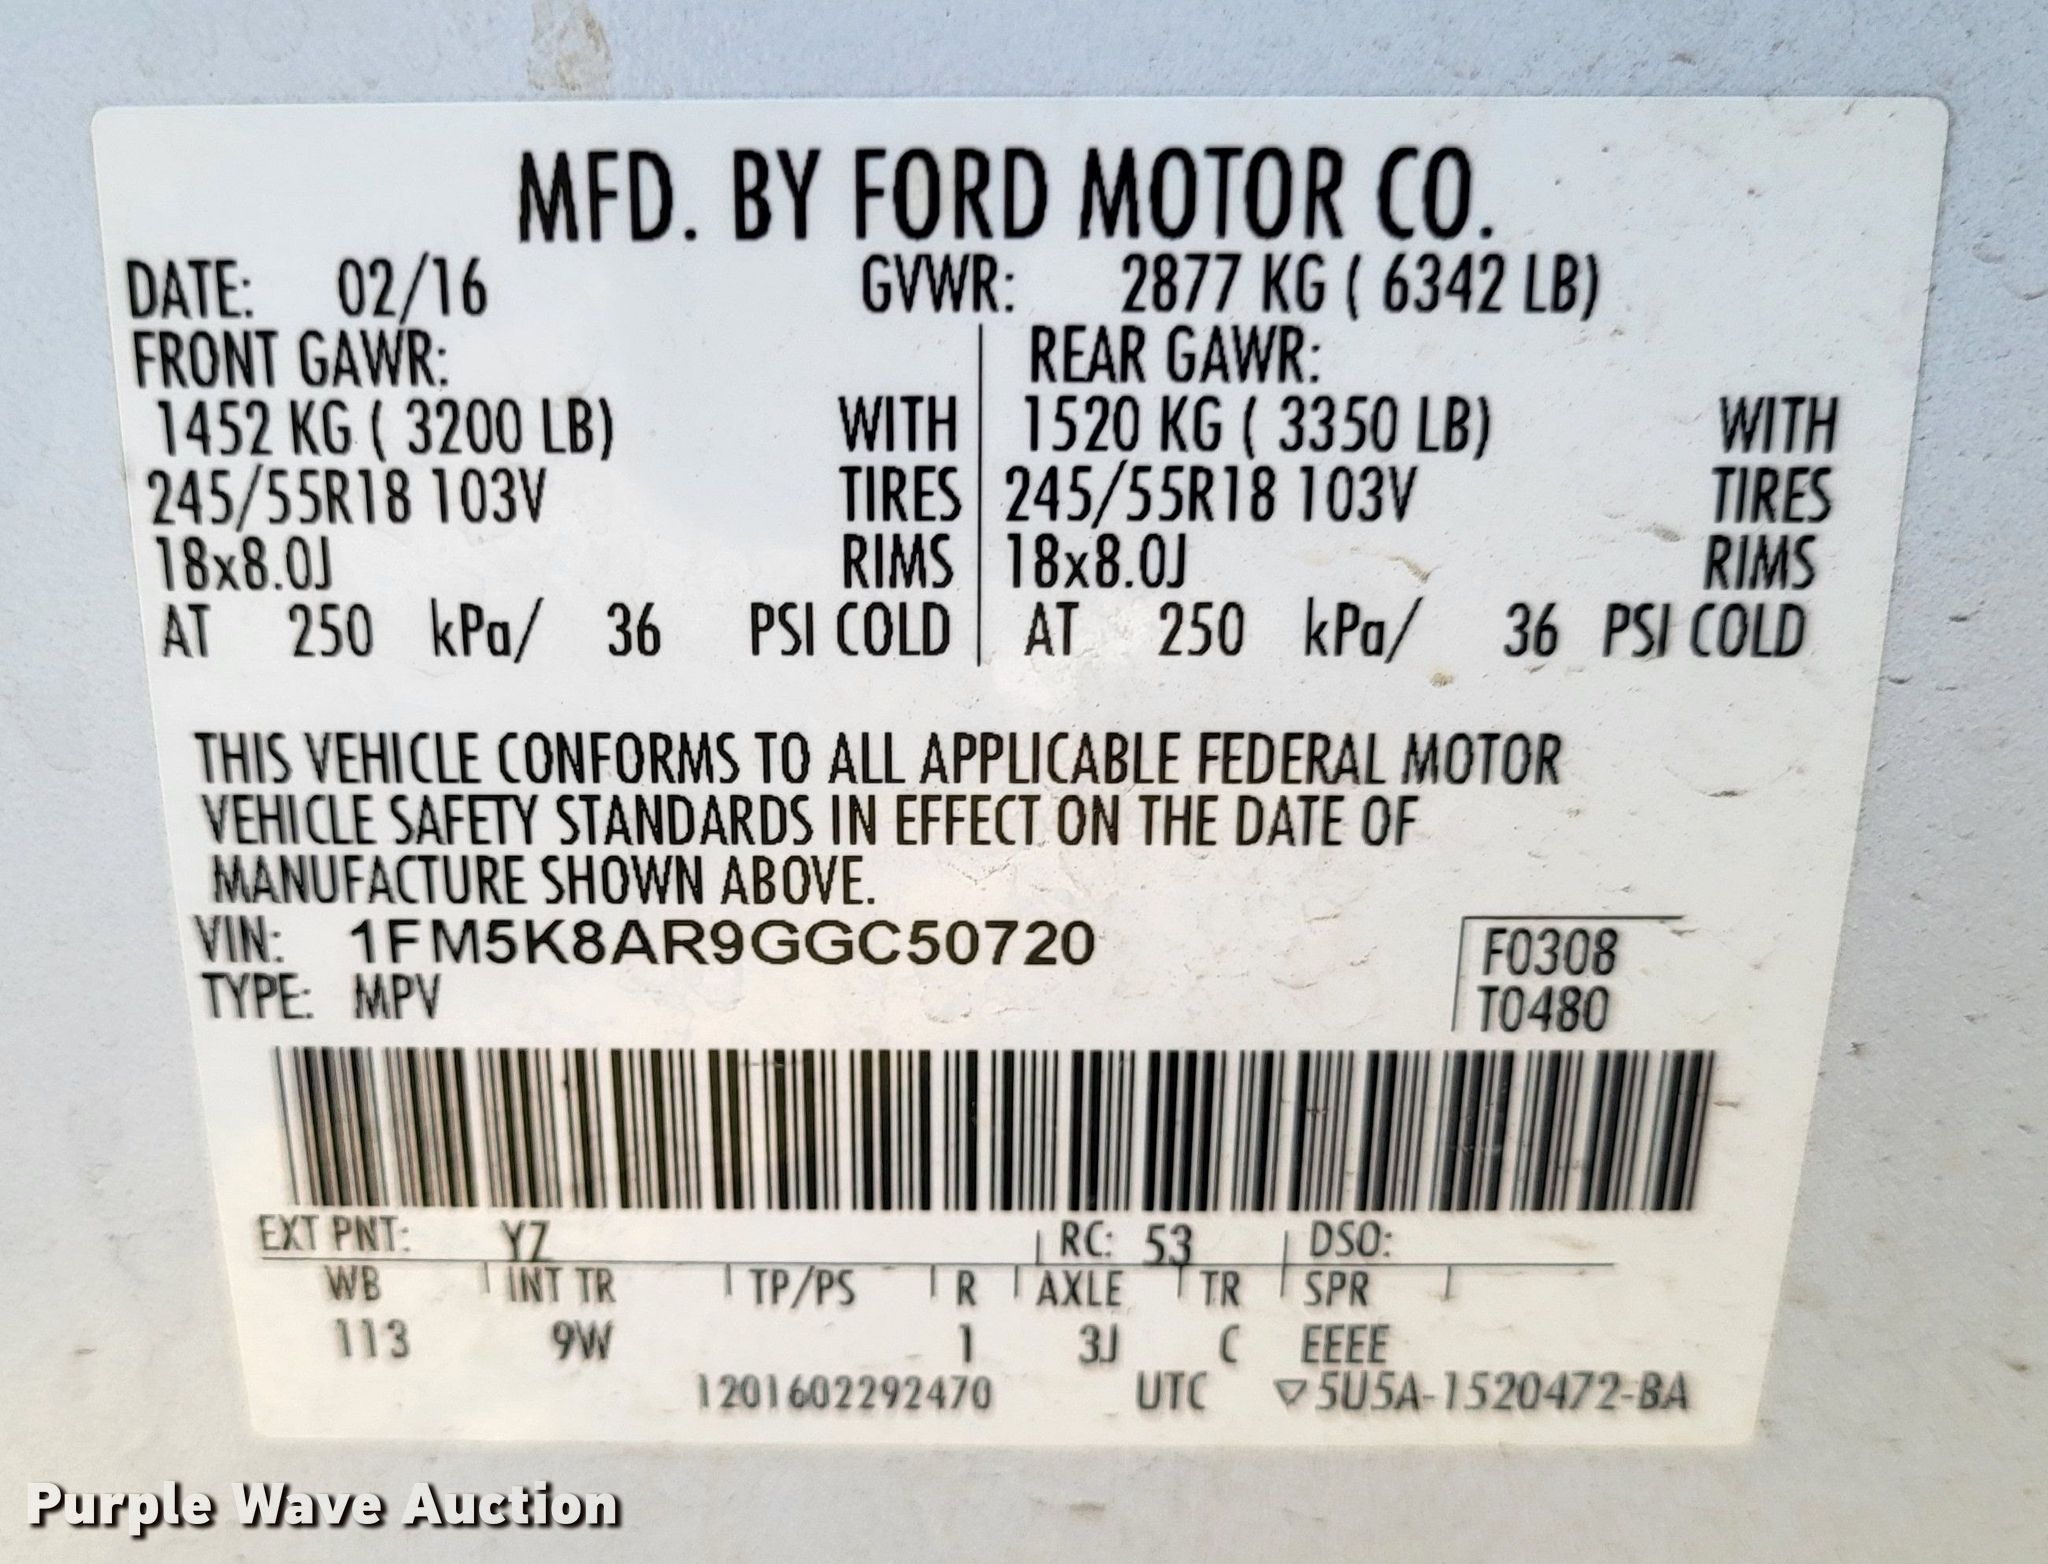 MFD. BY FORD MOTOR CO.
DATE: 02/16 GVWR: 2877 KG ( 6342 LB)
FRONT GAWR: REAR GAWR:
1452 KG ( 3200 LB) WITH 1520 KG ( 3350 LB) WITH
245/55R18 103V TIRES 245/55R18 103V TIRES
18x8.0J RIMS 18x8.0J RIMS
AT 250 kPa/ 36 PSI COLD AT 250 kPa/ 36 PSI COLD
THIS VEHICLE CONFORMS TO ALL APPLICABLE FEDERAL MOTOR
VEHICLE SAFETY STANDARDS IN EFFECT ON THE DATE OF
MANUFACTURE SHOWN ABOVE.
VIN: 1FM5K8AR9GGC50720 F0308
TYPE: MPV T0480
EXT PNT: YZ RC: 53 DSO:
WB INT TR TP/PS R AXLE TR SPR
113 9W 1 3J C EEEE
1201602292470 UTC ▽5U5A-1520472-BA
Purple Wave Auction